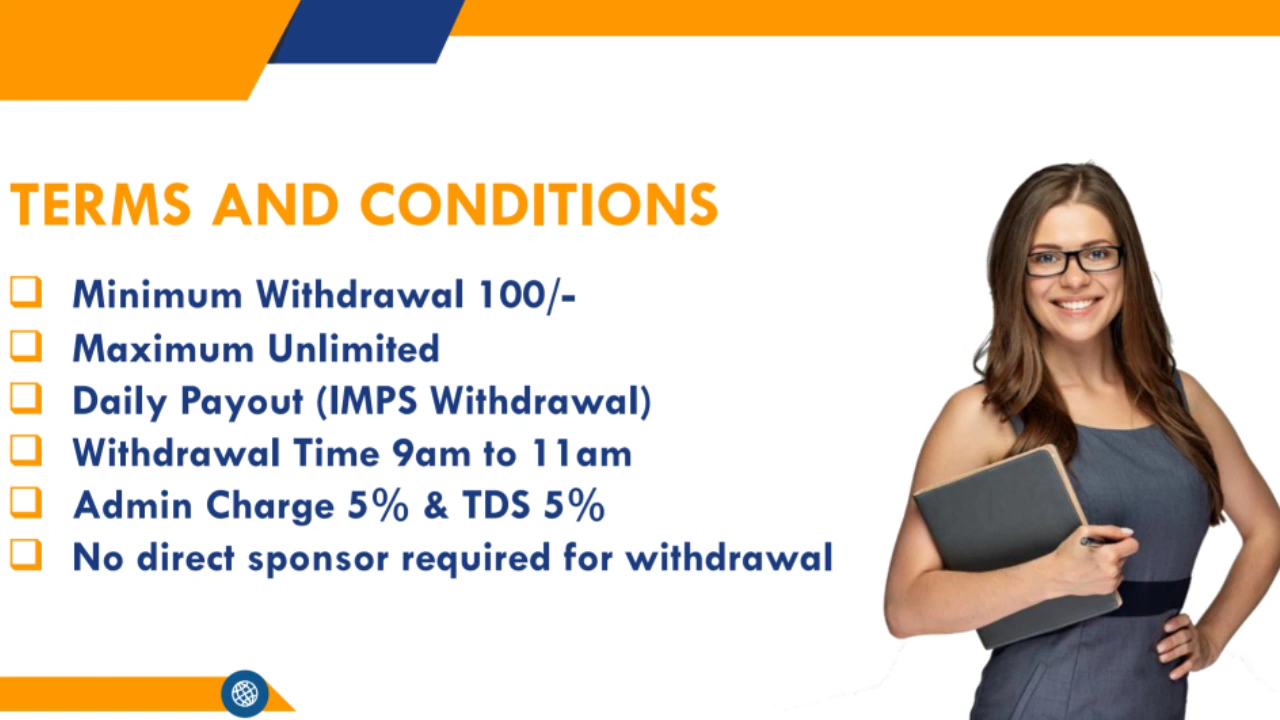 TERMS AND CONDITIONS
Minimum Withdrawal 100/-
Maximum Unlimited
Daily Payout (IMPS Withdrawal)
Withdrawal Time 9am to 11am
Admin Charge 5% & TDS 5%
No direct sponsor required for withdrawal